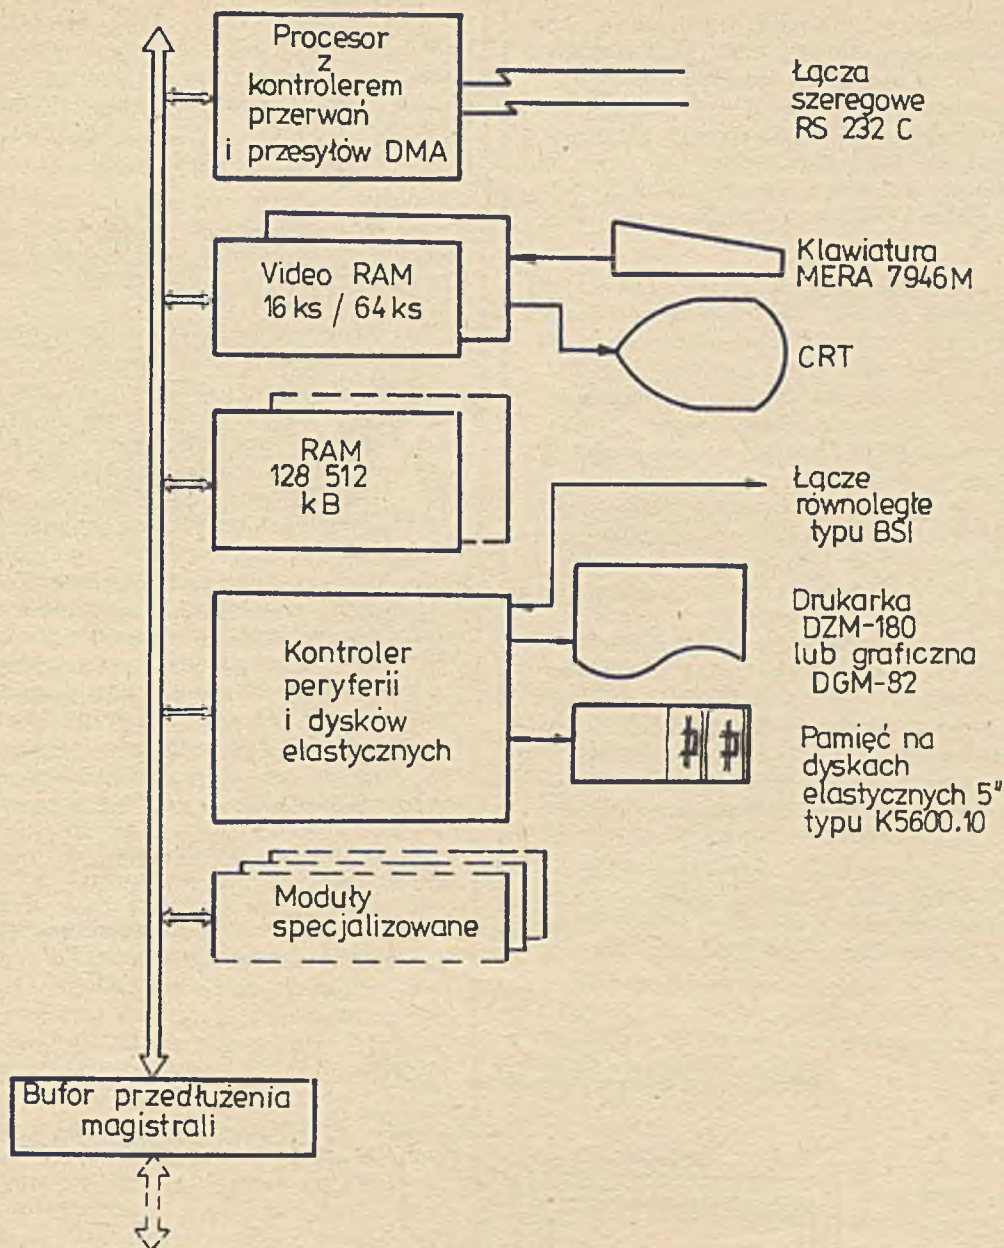 Procesor
z
kontrolerem
przerwań
i przesyłów DMA
Łącza
szeregowe
RS 232 C
Video RAM
16 ks / 64 ks
Klawiatura
MERA 7946M
CRT
RAM
128 512
kB
Łącze
równoległe
typu BSI
Kontroler
peryferii
i dysków
elastycznych
Drukarka
DZM-180
lub graficzna
DGM-82
Pamięć na
dyskach
elastycznych 5"
typu K5600.10
Moduły
specjalizowane
Bufor przedłużenia
magistrali